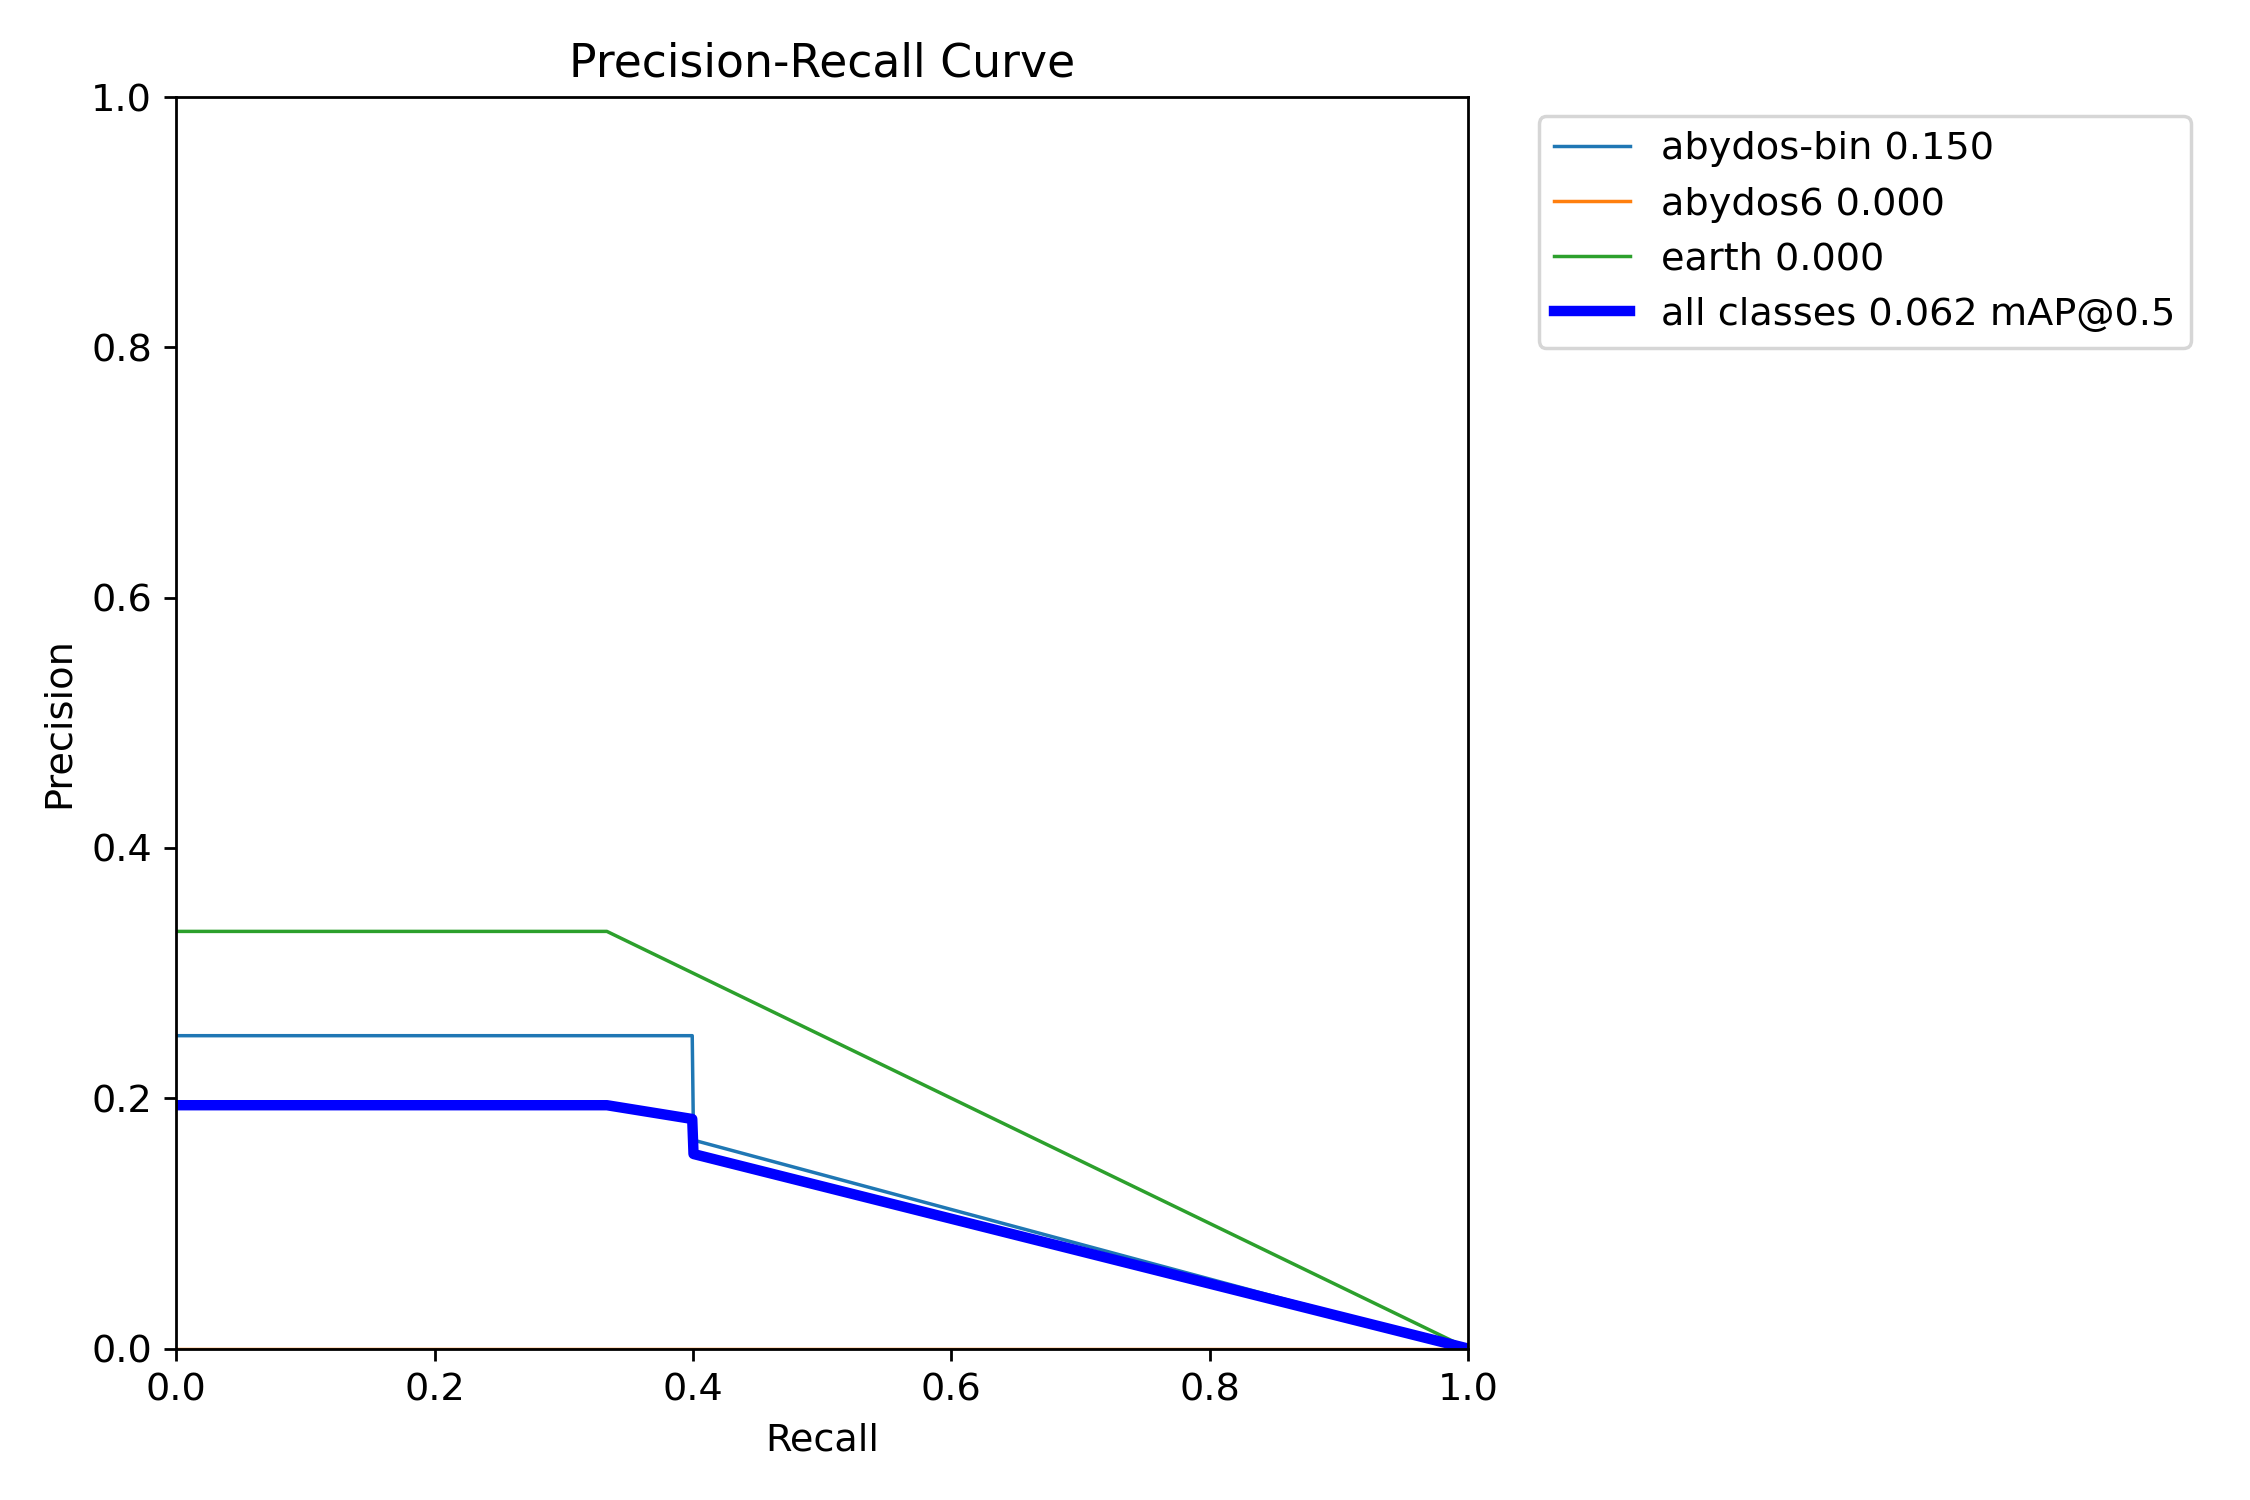 Precision-Recall Curve
1.0
0.8
0.6
0.4
0.2
0.0
Precision
0.0 0.2 0.4 0.6 0.8 1.0
Recall
abydos-bin 0.150
abydos6 0.000
earth 0.000
all classes 0.062 mAP@0.5